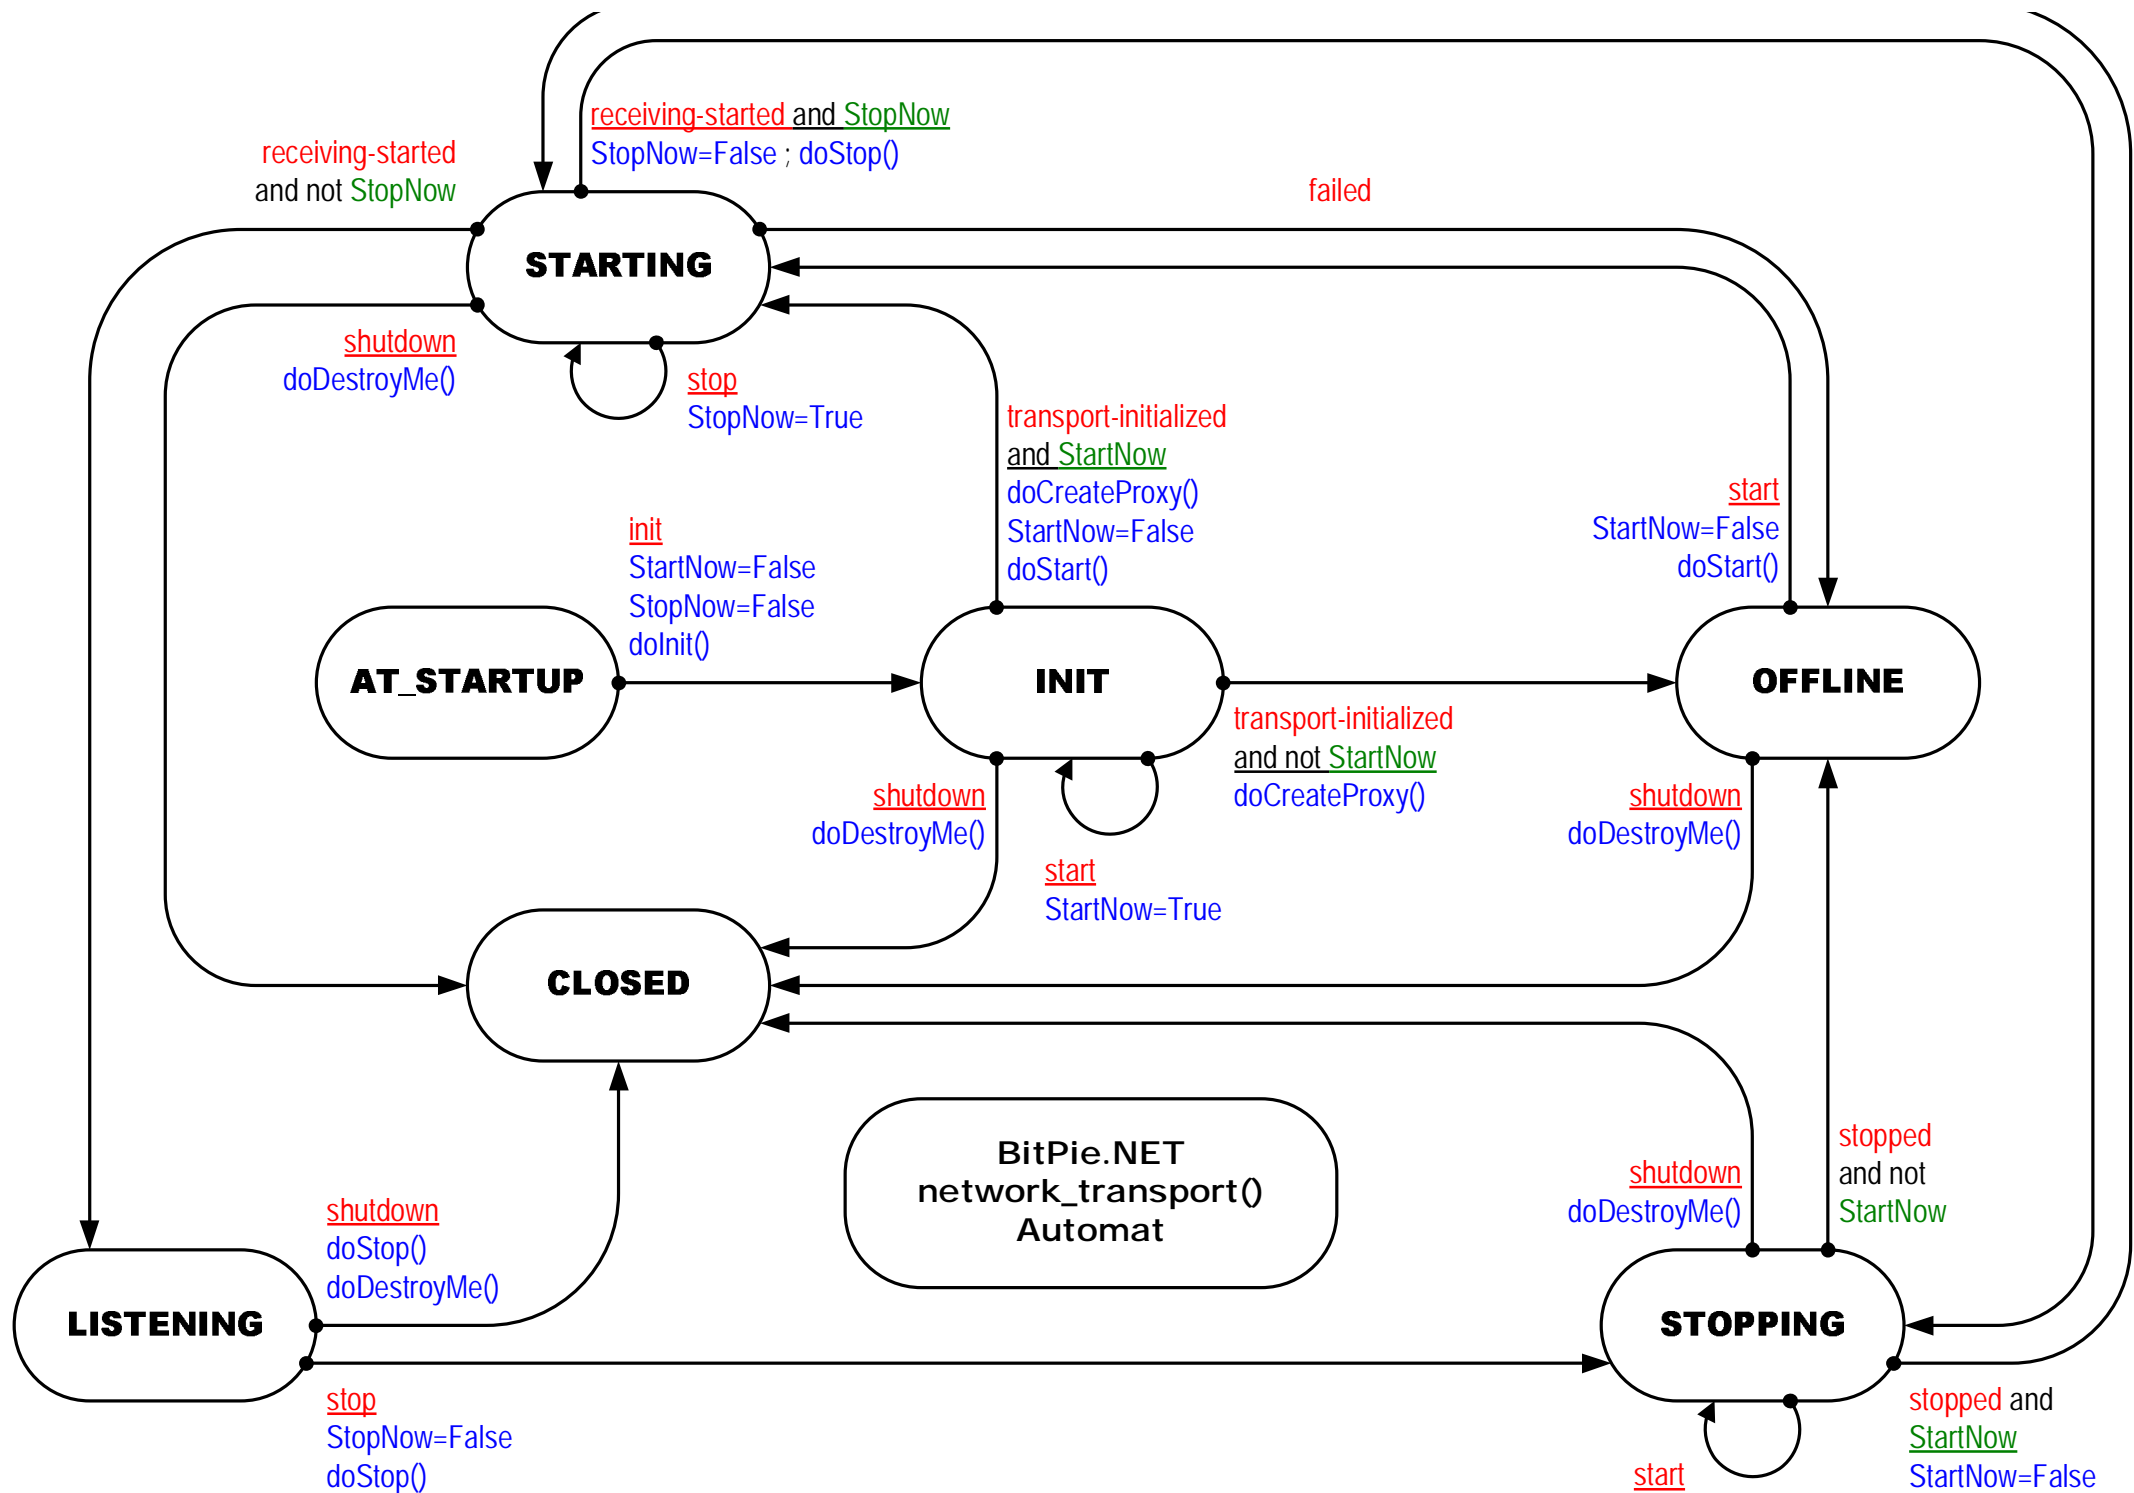 receiving-started and StopNow
StopNow=False ; doStop()
receiving-started
and not StopNow
failed
STARTING
shutdown
doDestroyMe()
stop
StopNow=True
transport-initialized
and StartNow
doCreateProxy()
StartNow=False
doStart()
start
StartNow=False
doStart()
init
StartNow=False
StopNow=False
doInit()
AT_STARTUP
INIT
OFFLINE
transport-initialized
and not StartNow
doCreateProxy()
shutdown
doDestroyMe()
shutdown
doDestroyMe()
start
StartNow=True
CLOSED
BitPie.NET
network_transport()
Automat
stopped
and not
StartNow
shutdown
doDestroyMe()
shutdown
doStop()
doDestroyMe()
LISTENING
STOPPING
stop
StopNow=False
doStop()
stopped and
StartNow
StartNow=False
start